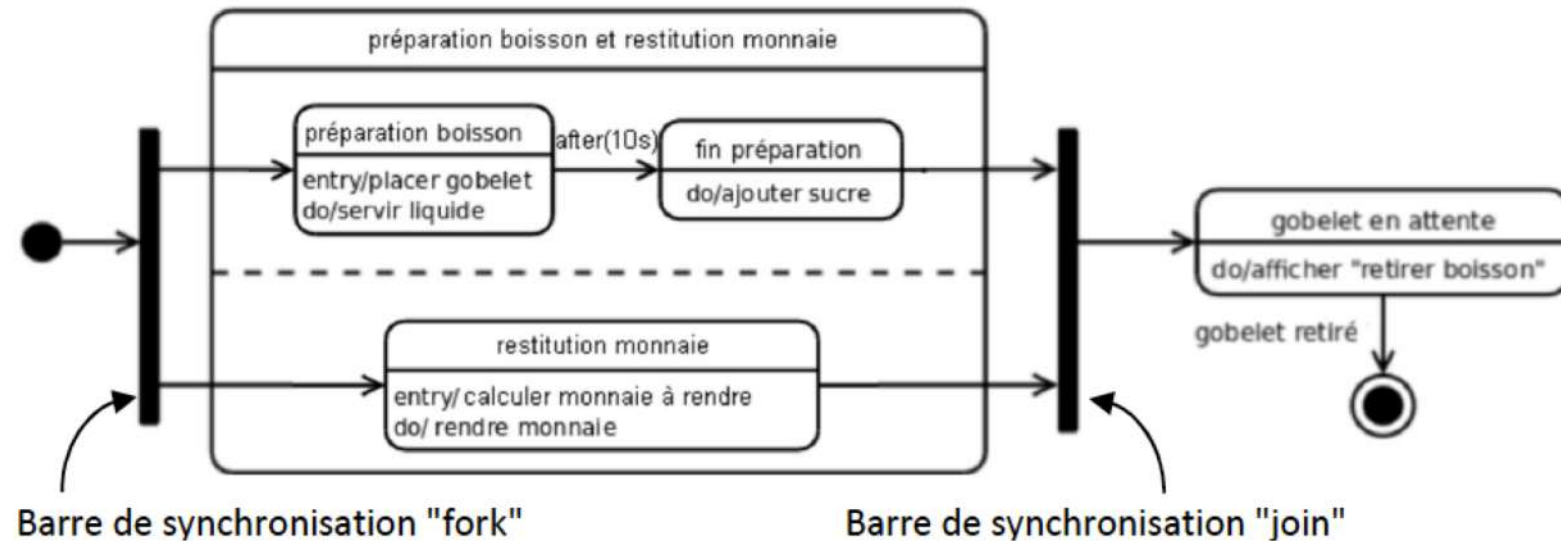 préparation boisson et restitution monnaie
préparation boisson
entry/placer gobelet
do/servir liquide
after(10s)
fin préparation
do/ajouter sucre
gobelet en attente
do/afficher "retirer boisson"
gobelet retiré
restitution monnaie
entry/ calculer monnaie à rendre
do/ rendre monnaie
Barre de synchronisation "fork"
Barre de synchronisation "join"